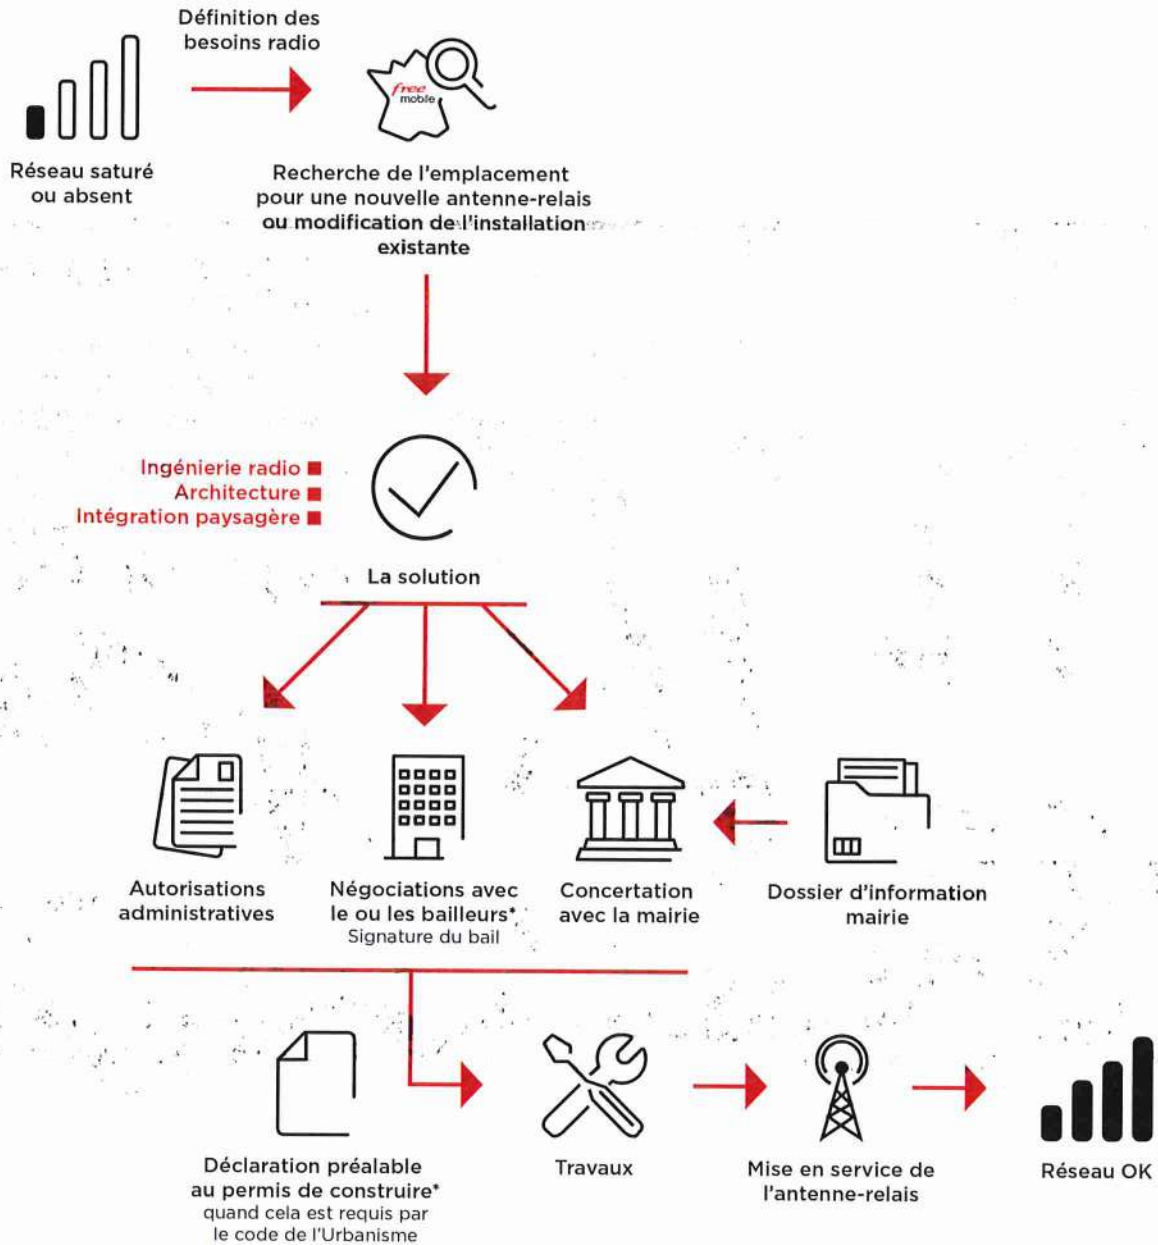 Définition des
besoins radio
free
mobile
Réseau saturé
ou absent
Recherche de l'emplacement
pour une nouvelle antenne-relais
ou modification de l'installation
existante
Ingénierie radio
Architecture
Intégration paysagère
La solution
Autorisations
administratives
Négociations avec
le ou les bailleurs*
Signature du bail
Concertation
avec la mairie
Dossier d'information
mairie
Déclaration préalable
au permis de construire*
quand cela est requis par
le code de l'Urbanisme
Travaux
Mise en service de
l'antenne-relais
Réseau OK